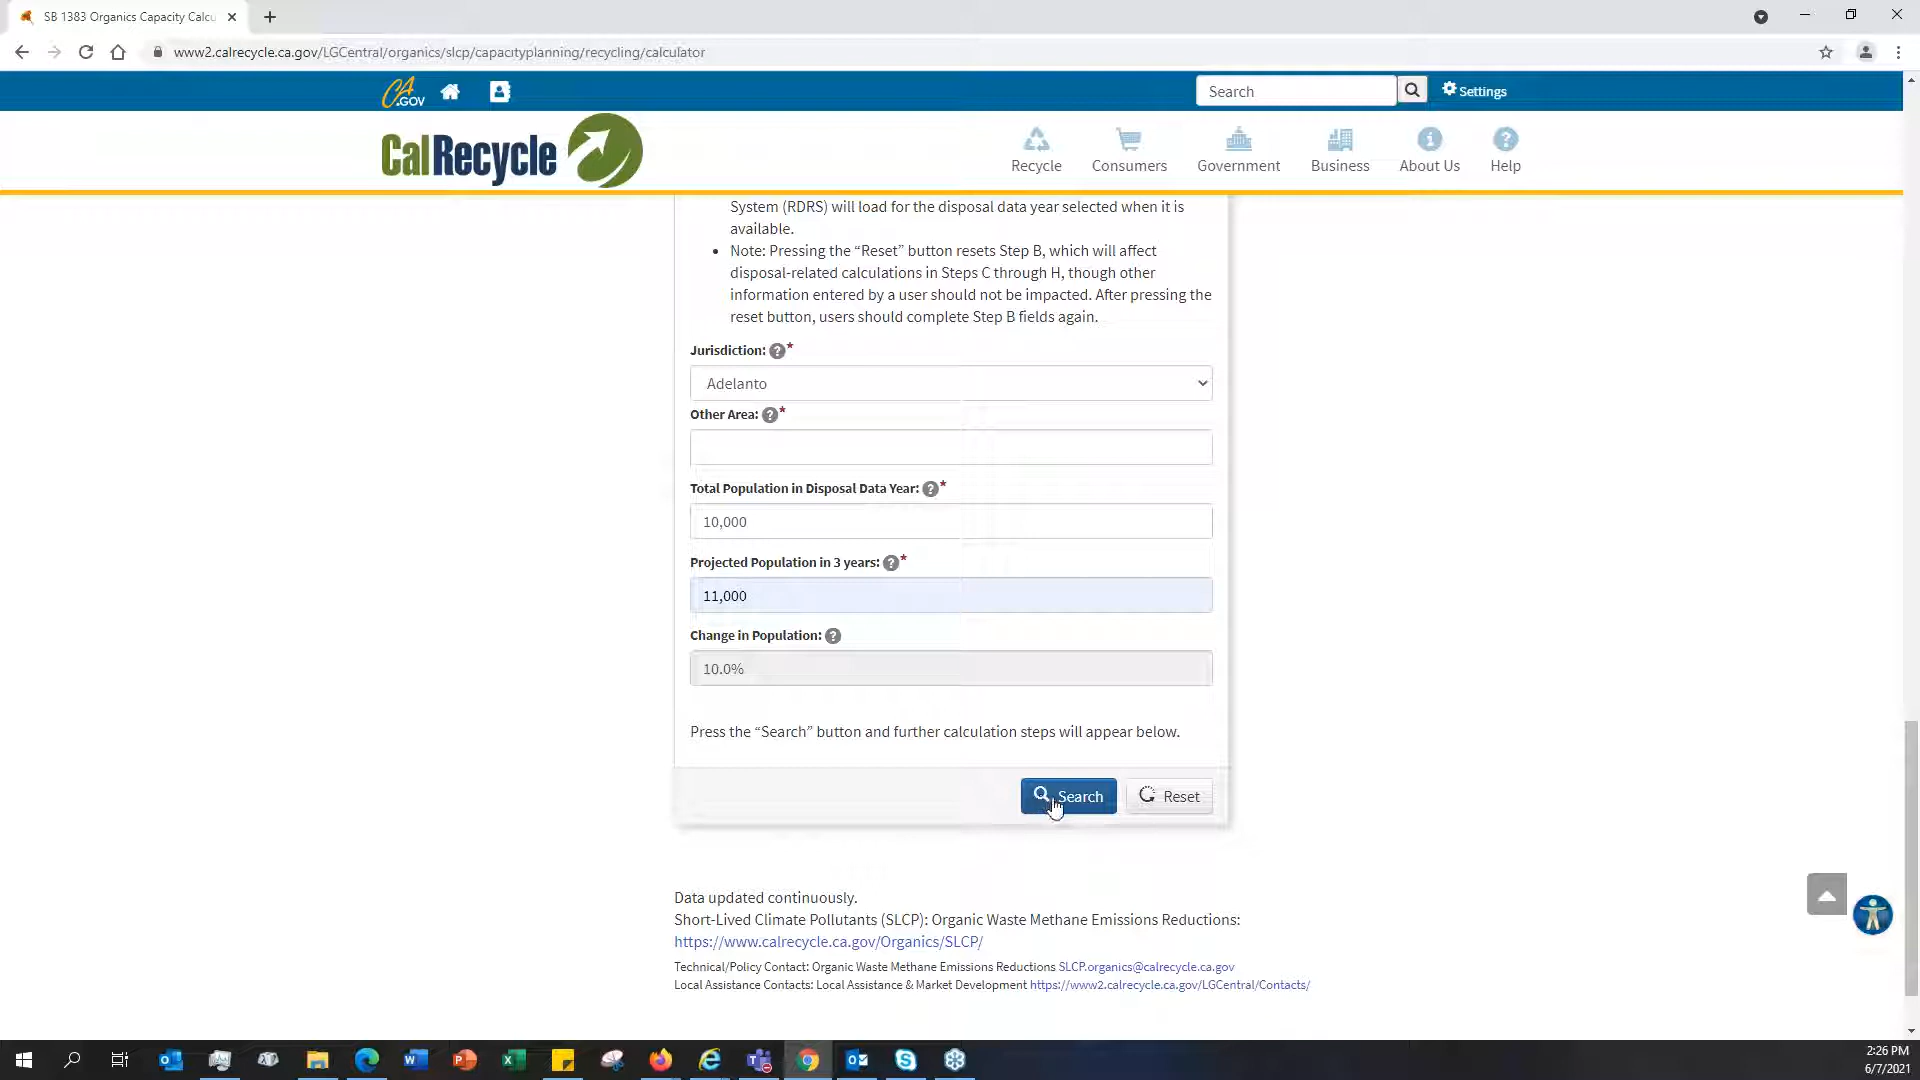 SB 1383 Organics Capacity Calcu
www2.calrecycle.ca.gov/LGCentral/organics/slcp/capacityplanning/recycling/calculator
CA.GOV
Search
Settings
CalRecycle
Recycle
Consumers
Government
Business
About Us
Help
System (RDRS) will load for the disposal data year selected when it is
available.
• Note: Pressing the “Reset” button resets Step B, which will affect
disposal-related calculations in Steps C through H, though other
information entered by a user should not be impacted. After pressing the
reset button, users should complete Step B fields again.
Jurisdiction: ?*
Adelanto
Other Area: ?*
Total Population in Disposal Data Year: ?*
10,000
Projected Population in 3 years: ?*
11,000
Change in Population: ?
10.0%
Press the “Search” button and further calculation steps will appear below.
Search
Reset
Data updated continuously.
Short-Lived Climate Pollutants (SLCP): Organic Waste Methane Emissions Reductions:
https://www.calrecycle.ca.gov/Organics/SLCP/
Technical/Policy Contact: Organic Waste Methane Emissions Reductions SLCP.organics@calrecycle.ca.gov
Local Assistance Contacts: Local Assistance & Market Development https://www2.calrecycle.ca.gov/LGCentral/Contacts/
2:26 PM
6/7/2021